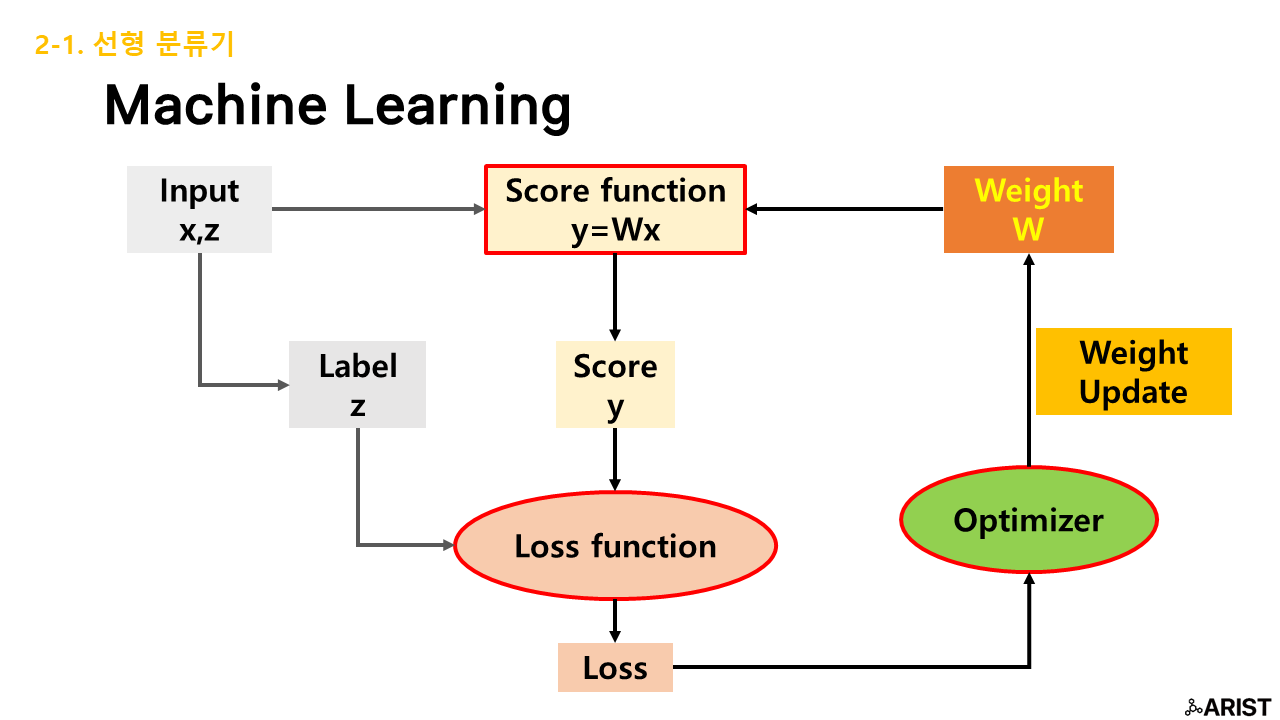 2-1. 선형 분류기
Machine Learning
Input
x,z
Score function
y=Wx
Weight
W
Label
z
Score
y
Weight
Update
Loss function
Optimizer
Loss
ARIST